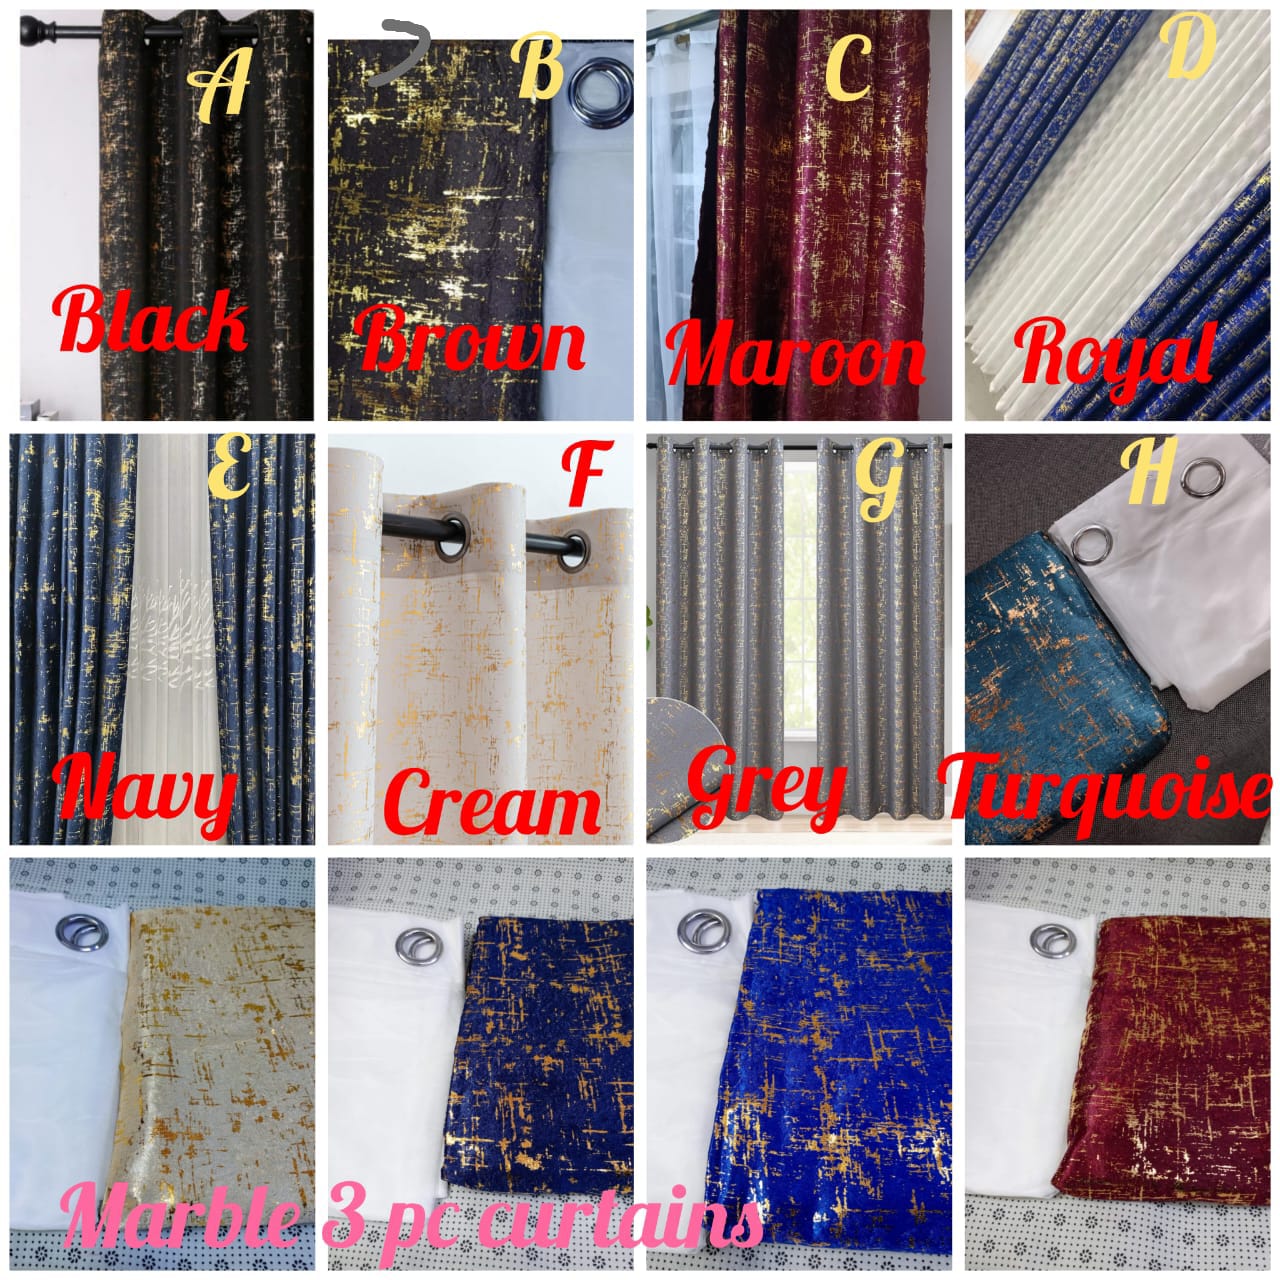 A
B
C
D
Black
Brown
Maroon
Royal
E
F
G
H
Navy
Cream
Grey
Turquoise
Marble 3 pc curtains